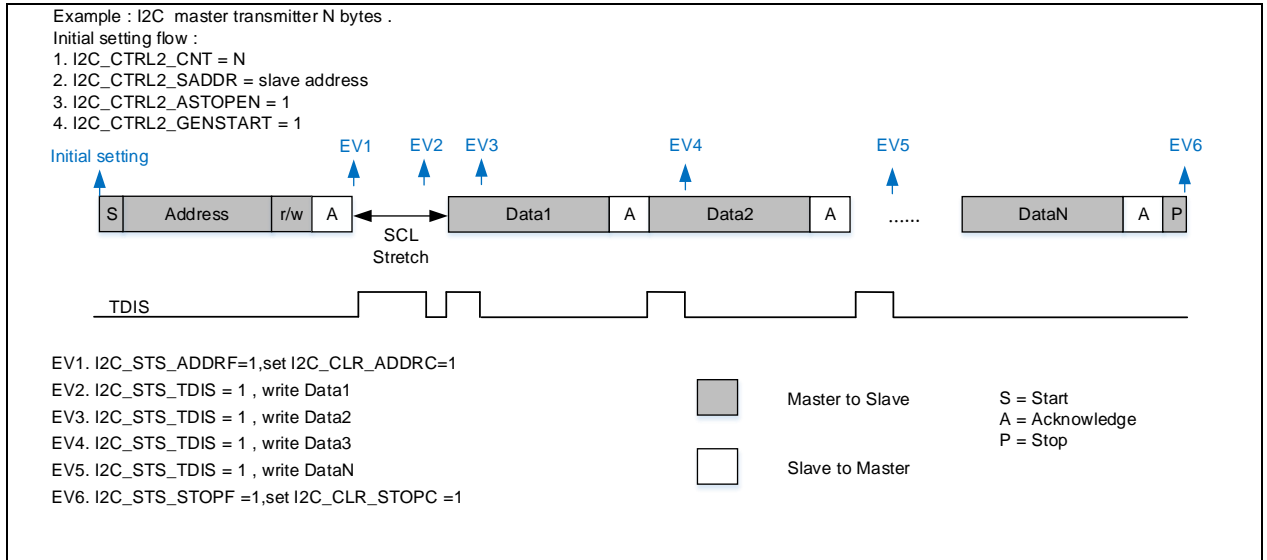 Example : I2C master transmitter N bytes .
Initial setting flow :
1. I2C_CTRL2_CNT = N
2. I2C_CTRL2_SADDR = slave address
3. I2C_CTRL2_ASTOPEN = 1
4. I2C_CTRL2_GENSTART = 1
Initial setting EV1 EV2 EV3 EV4 EV5 EV6
S Address r/w A Data1 A Data2 A ...... DataN A P
SCL
Stretch
TDIS
EV1. I2C_STS_ADDRF=1,set I2C_CLR_ADDRC=1
EV2. I2C_STS_TDIS = 1 , write Data1
EV3. I2C_STS_TDIS = 1 , write Data2
EV4. I2C_STS_TDIS = 1 , write Data3
EV5. I2C_STS_TDIS = 1 , write DataN
EV6. I2C_STS_STOPF =1,set I2C_CLR_STOPC =1
Master to Slave
Slave to Master
S = Start
A = Acknowledge
P = Stop